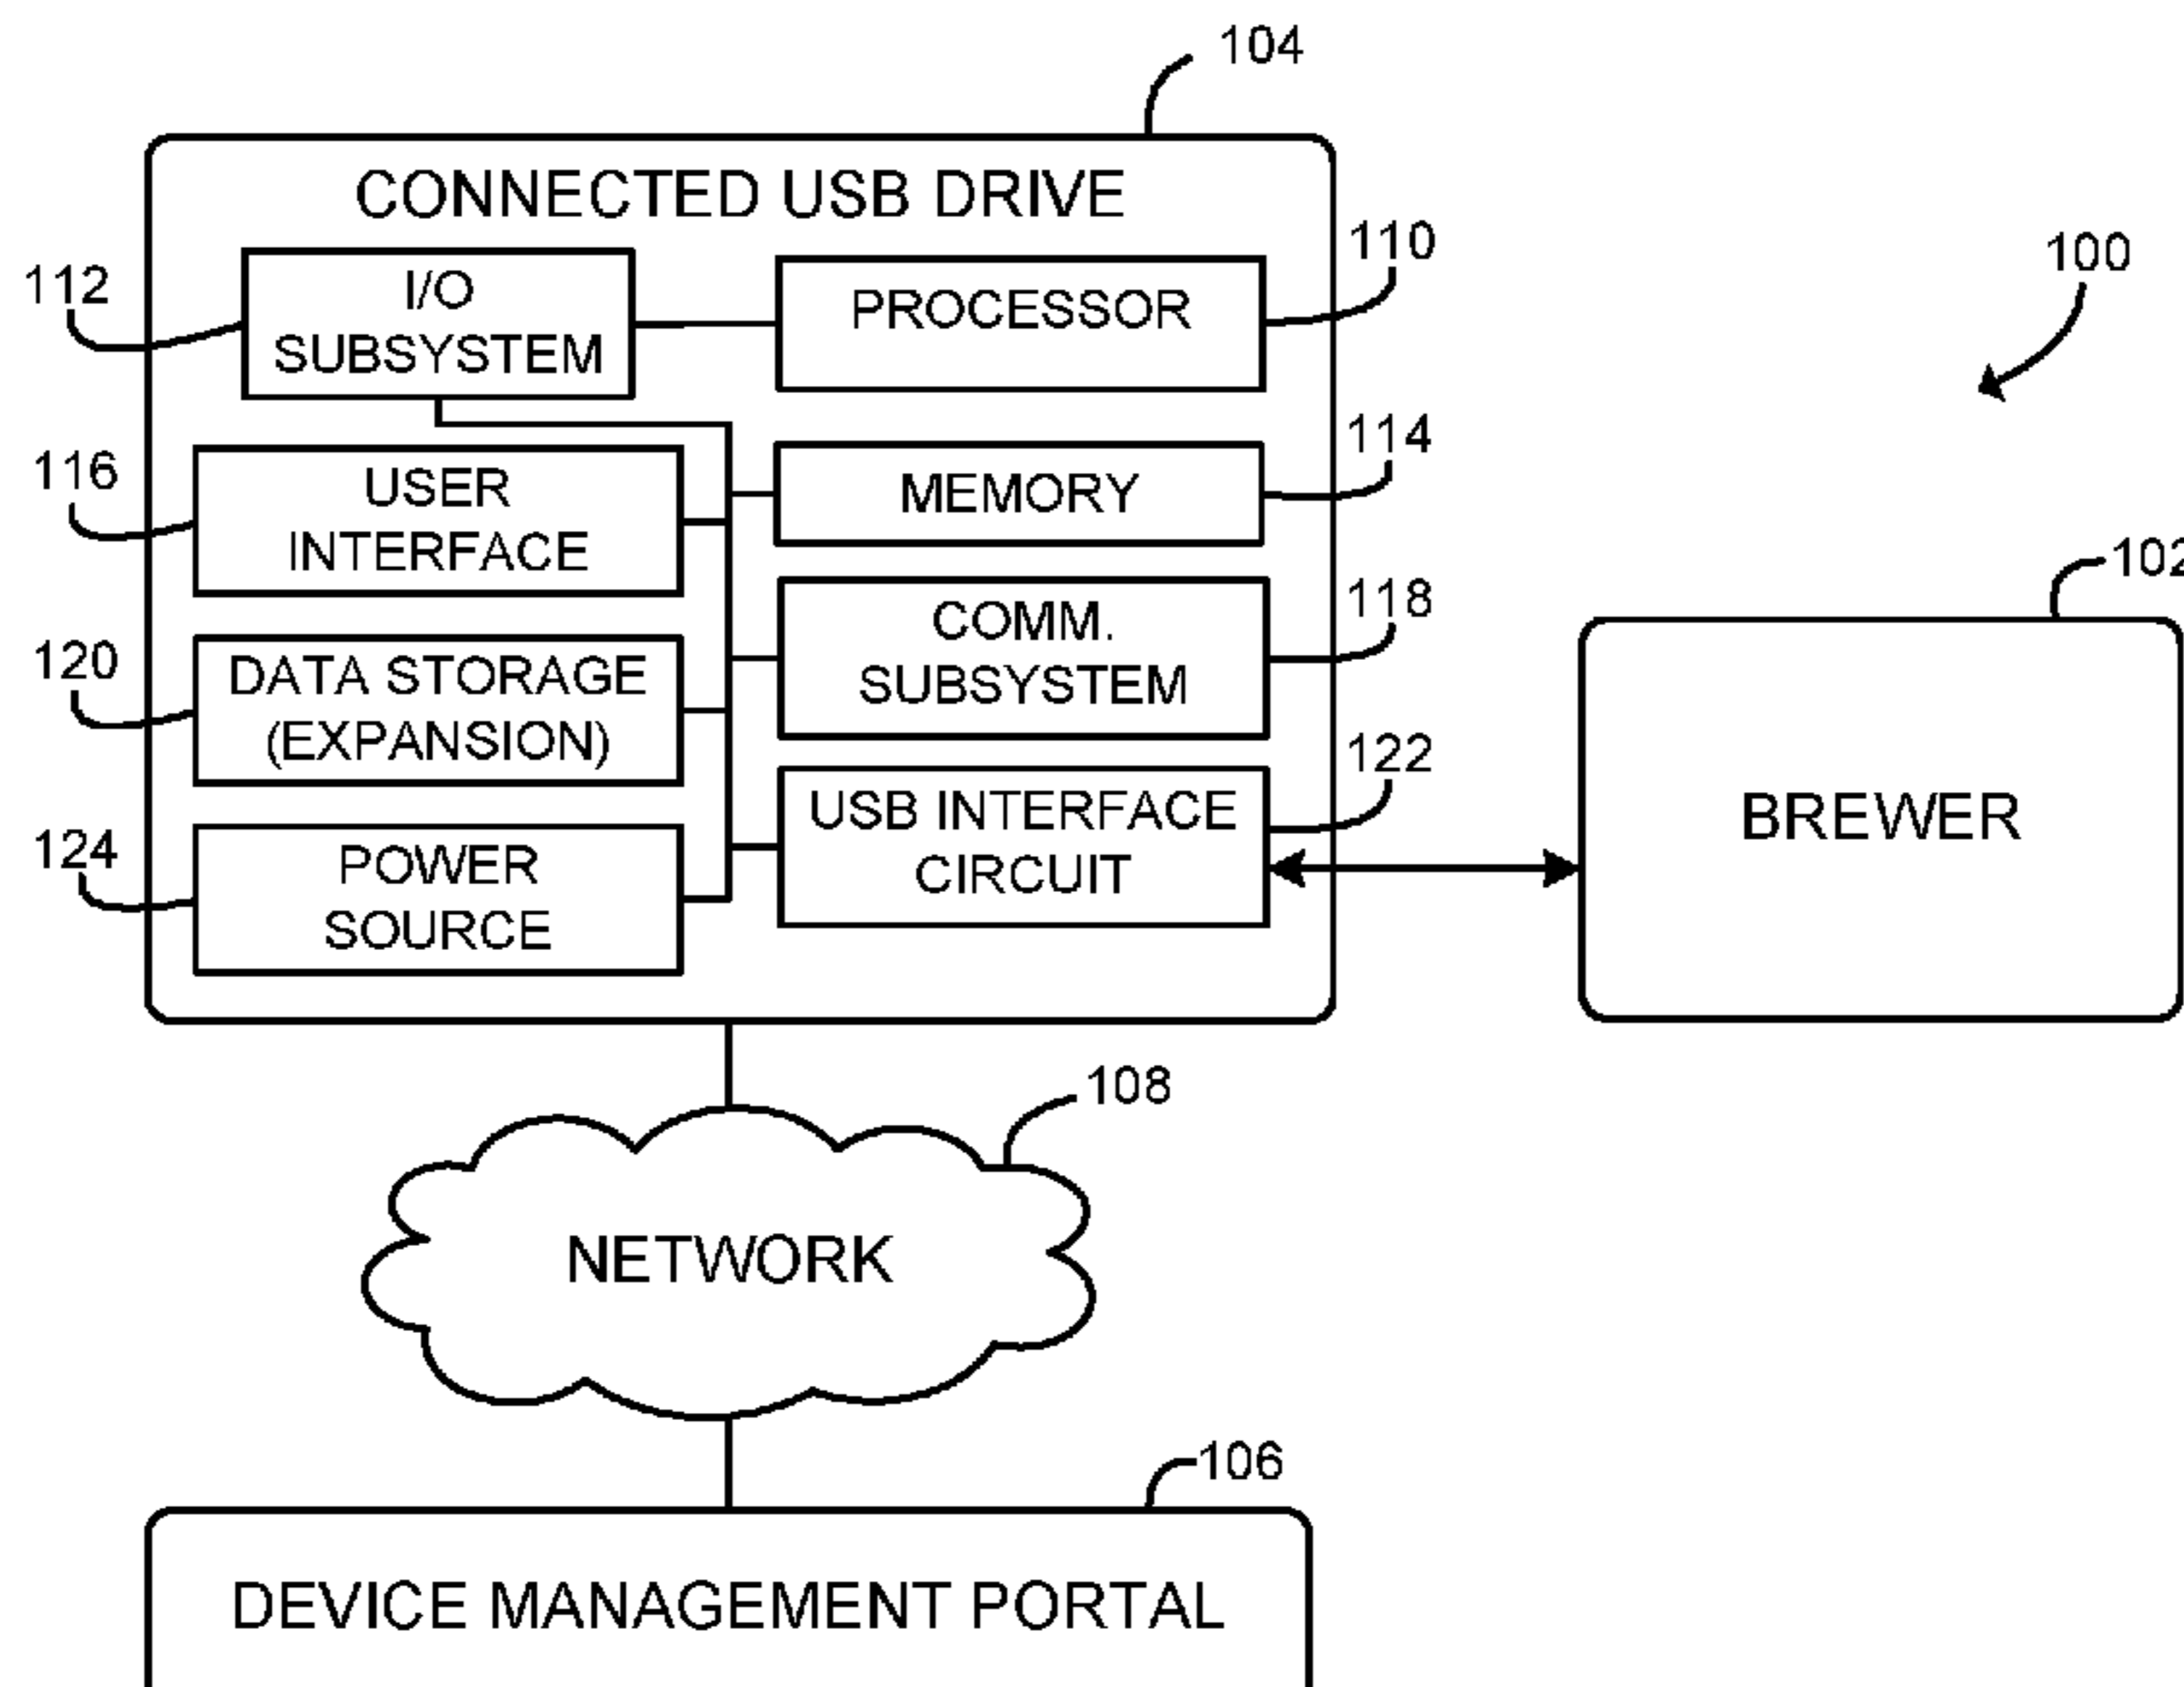 104
CONNECTED USB DRIVE
112
I/O
SUBSYSTEM
PROCESSOR
110
100
116
USER
INTERFACE
MEMORY
114
120
DATA STORAGE
(EXPANSION)
COMM.
SUBSYSTEM
118
102
124
POWER
SOURCE
USB INTERFACE
CIRCUIT
122
BREWER
108
NETWORK
106
DEVICE MANAGEMENT PORTAL